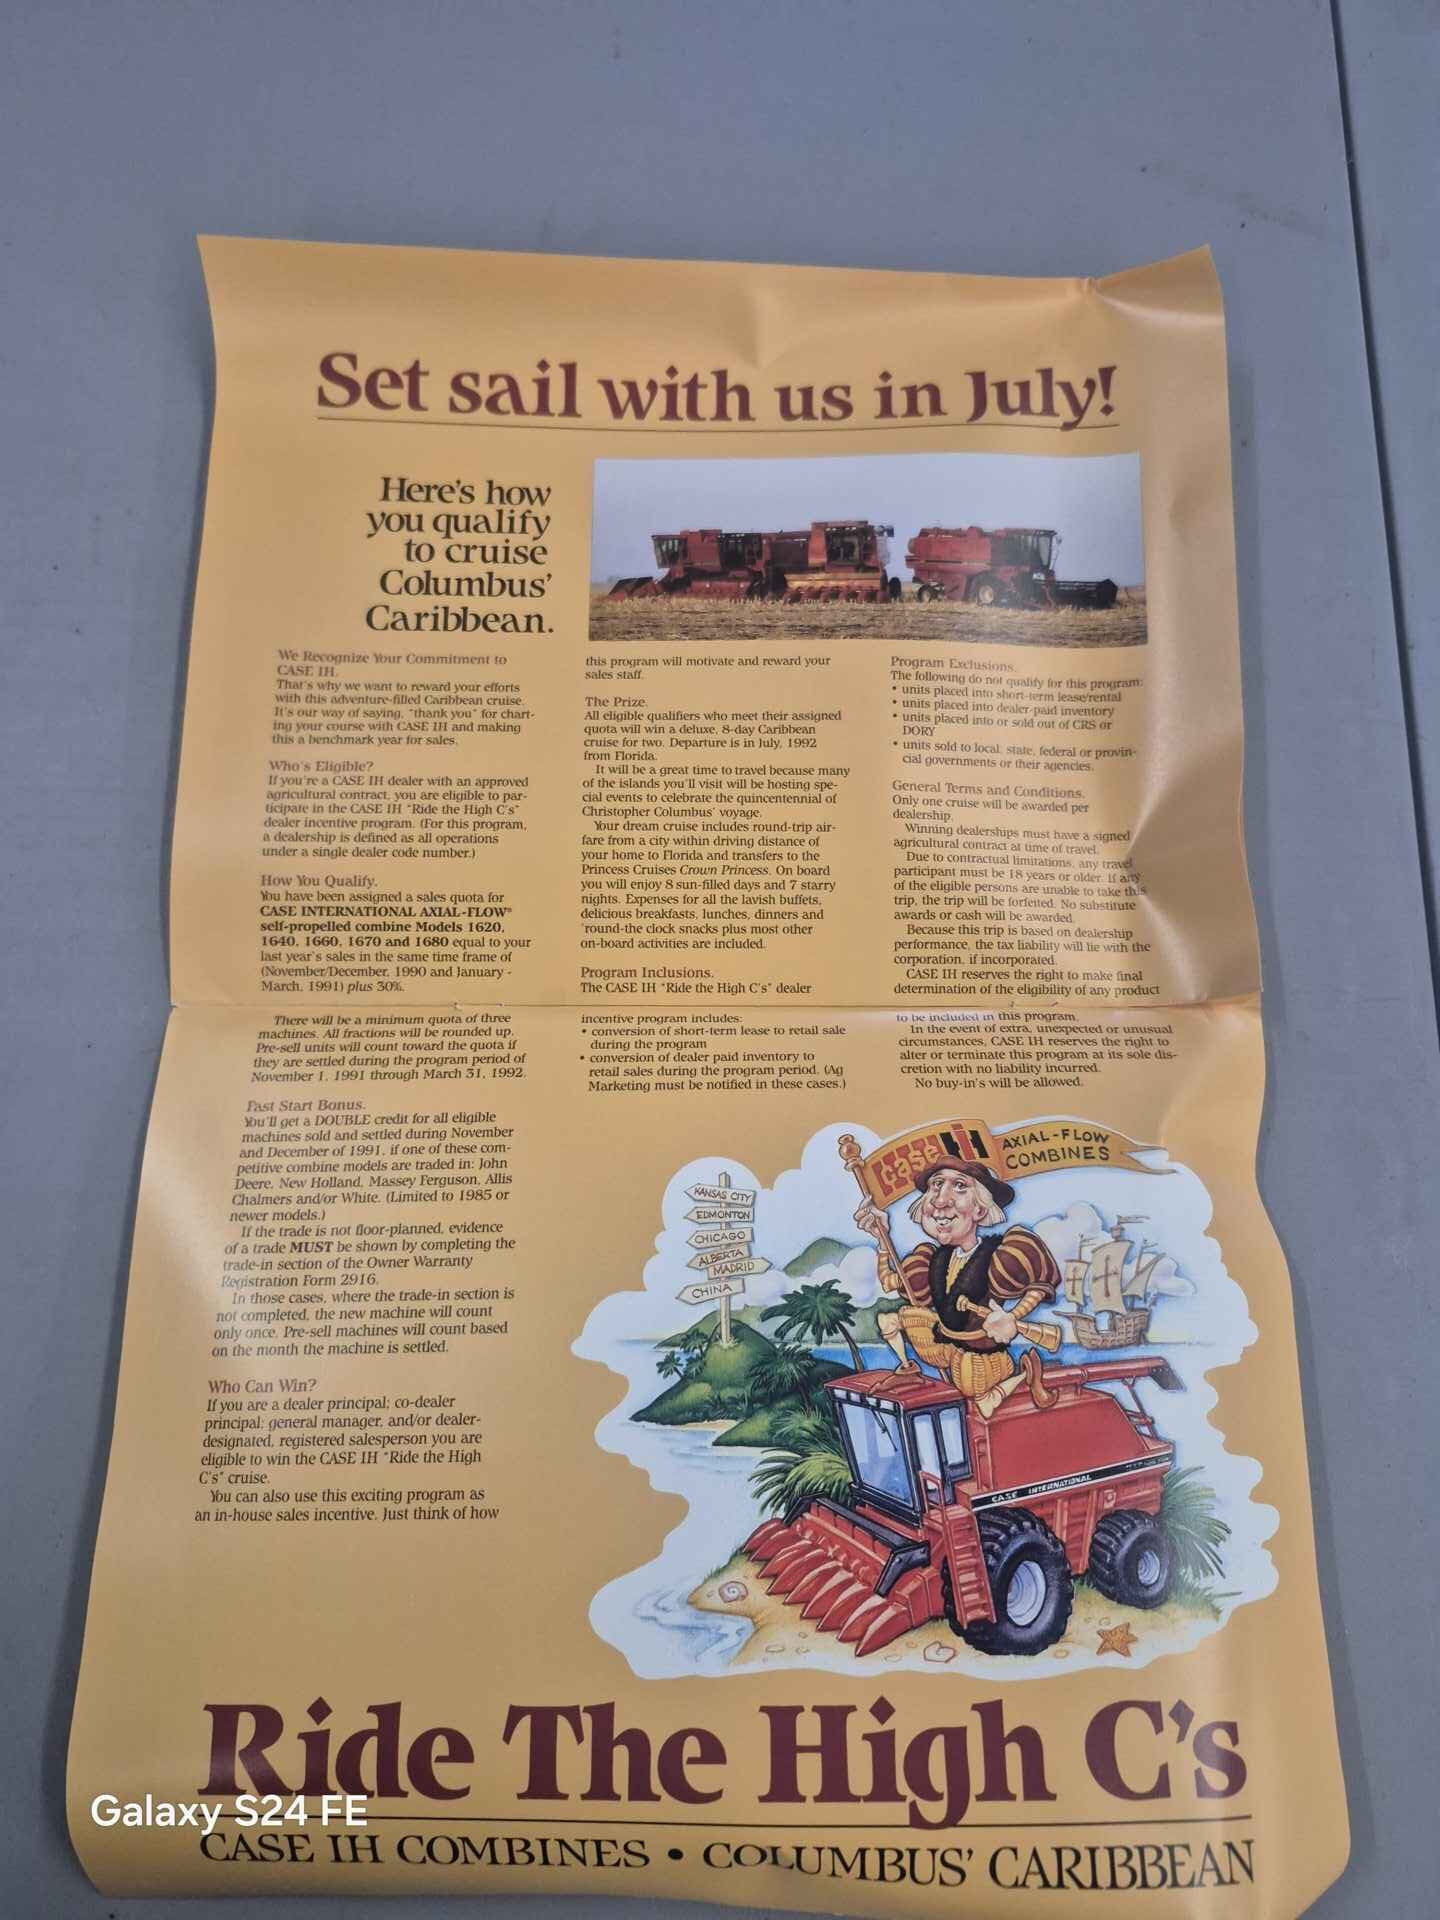 Set sail with us in July!
Here's how
you qualify
to cruise
Columbus'
Caribbean.
We Recognize Your Commitment to
CASE IH.
That's why we want to reward your efforts
with this adventure-filled Caribbean cruise.
It's our way of saying, "thank you" for chart-
ing your course with CASE IH and making
this a benchmark year for sales.
Who's Eligible?
If you're a CASE IH dealer with an approved
agricultural contract, you are eligible to par-
ticipate in the CASE IH "Ride the High C's"
dealer incentive program. (For this program,
a dealership is defined as all operations
under a single dealer code number.)
How You Qualify.
You have been assigned a sales quota for
CASE INTERNATIONAL AXIAL-FLOW®
self-propelled combine Models 1620,
1640, 1660, 1670 and 1680 equal to your
last year's sales in the same time frame of
(November/December, 1990 and January -
March, 1991) plus 30%.
There will be a minimum quota of three
machines. All fractions will be rounded up.
Pre-sell units will count toward the quota if
they are settled during the program period of
November 1, 1991 through March 31, 1992.
Fast Start Bonus.
You'll get a DOUBLE credit for all eligible
machines sold and settled during November
and December of 1991, if one of these com-
petitive combine models are traded in: John
Deere, New Holland, Massey Ferguson, Allis
Chalmers and/or White. (Limited to 1985 or
newer models.)
If the trade is not floor-planned, evidence
of a trade MUST be shown by completing the
trade-in section of the Owner Warranty
Registration Form 2916.
In those cases, where the trade-in section is
not completed, the new machine will count
only once. Pre-sell machines will count based
on the month the machine is settled.
Who Can Win?
If you are a dealer principal; co-dealer
principal; general manager, and/or dealer-
designated, registered salesperson you are
eligible to win the CASE IH "Ride the High
C's" cruise.
You can also use this exciting program as
an in-house sales incentive. Just think of how
this program will motivate and reward your
sales staff.
The Prize.
All eligible qualifiers who meet their assigned
quota will win a deluxe, 8-day Caribbean
cruise for two. Departure is in July, 1992
from Florida.
It will be a great time to travel because many
of the islands you'll visit will be hosting spe-
cial events to celebrate the quincentennial of
Christopher Columbus' voyage.
Your dream cruise includes round-trip air-
fare from a city within driving distance of
your home to Florida and transfers to the
Princess Cruises Crown Princess. On board
you will enjoy 8 sun-filled days and 7 starry
nights. Expenses for all the lavish buffets,
delicious breakfasts, lunches, dinners and
'round-the clock snacks plus most other
on-board activities are included.
Program Inclusions.
The CASE IH "Ride the High C's" dealer
incentive program includes:
• conversion of short-term lease to retail sale
during the program
• conversion of dealer paid inventory to
retail sales during the program period. (Ag
Marketing must be notified in these cases.)
Program Exclusions.
The following do not qualify for this program:
• units placed into short-term lease/rental
• units placed into dealer-paid inventory
• units placed into or sold out of CRS or
DORY
• units sold to local, state, federal or provin-
cial governments or their agencies.
General Terms and Conditions.
Only one cruise will be awarded per
dealership.
Winning dealerships must have a signed
agricultural contract at time of travel.
Due to contractual limitations, any travel
participant must be 18 years or older. If any
of the eligible persons are unable to take this
trip, the trip will be forfeited. No substitute
awards or cash will be awarded.
Because this trip is based on dealership
performance, the tax liability will lie with the
corporation, if incorporated.
CASE IH reserves the right to make final
determination of the eligibility of any product
to be included in this program.
In the event of extra, unexpected or unusual
circumstances, CASE IH reserves the right to
alter or terminate this program at its sole dis-
cretion with no liability incurred.
No buy-in's will be allowed.
Case IH AXIAL-FLOW
COMBINES
KANSAS CITY
EDMONTON
CHICAGO
ALBERTA
MADRID
CHINA
CASE INTERNATIONAL
Ride The High C's
CASE IH COMBINES • COLUMBUS' CARIBBEAN
Galaxy S24 FE